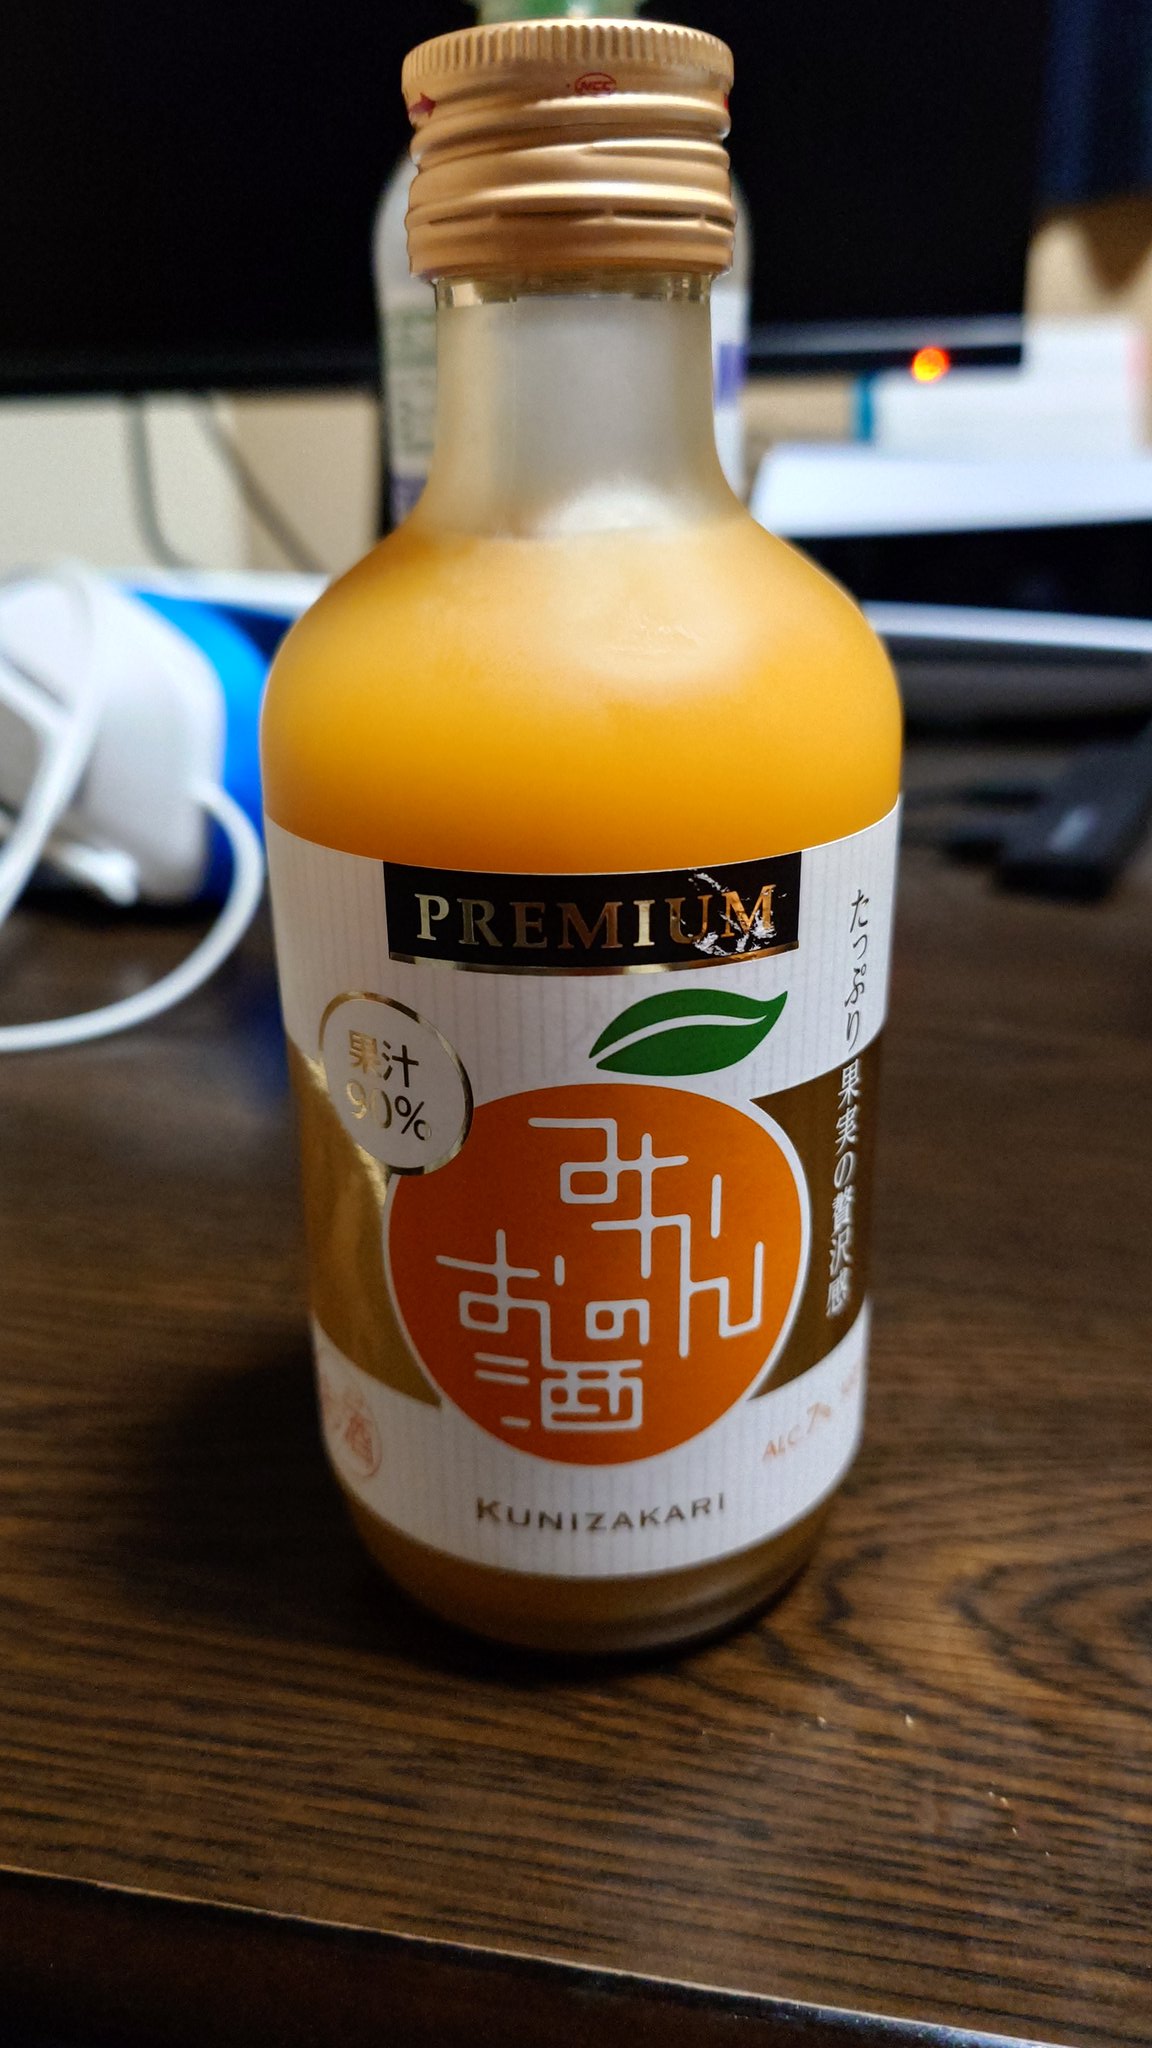 NCC
PREMIUM
たっぷり果実の贅沢感
果汁
90%
みかん
のお酒
ALC. 7%
KUNIZAKARI